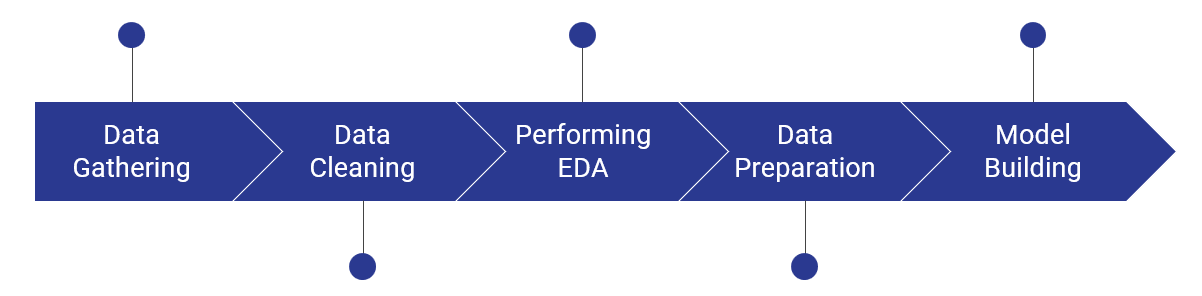 Data
Gathering
Data
Cleaning
Performing
EDA
Data
Preparation
Model
Building